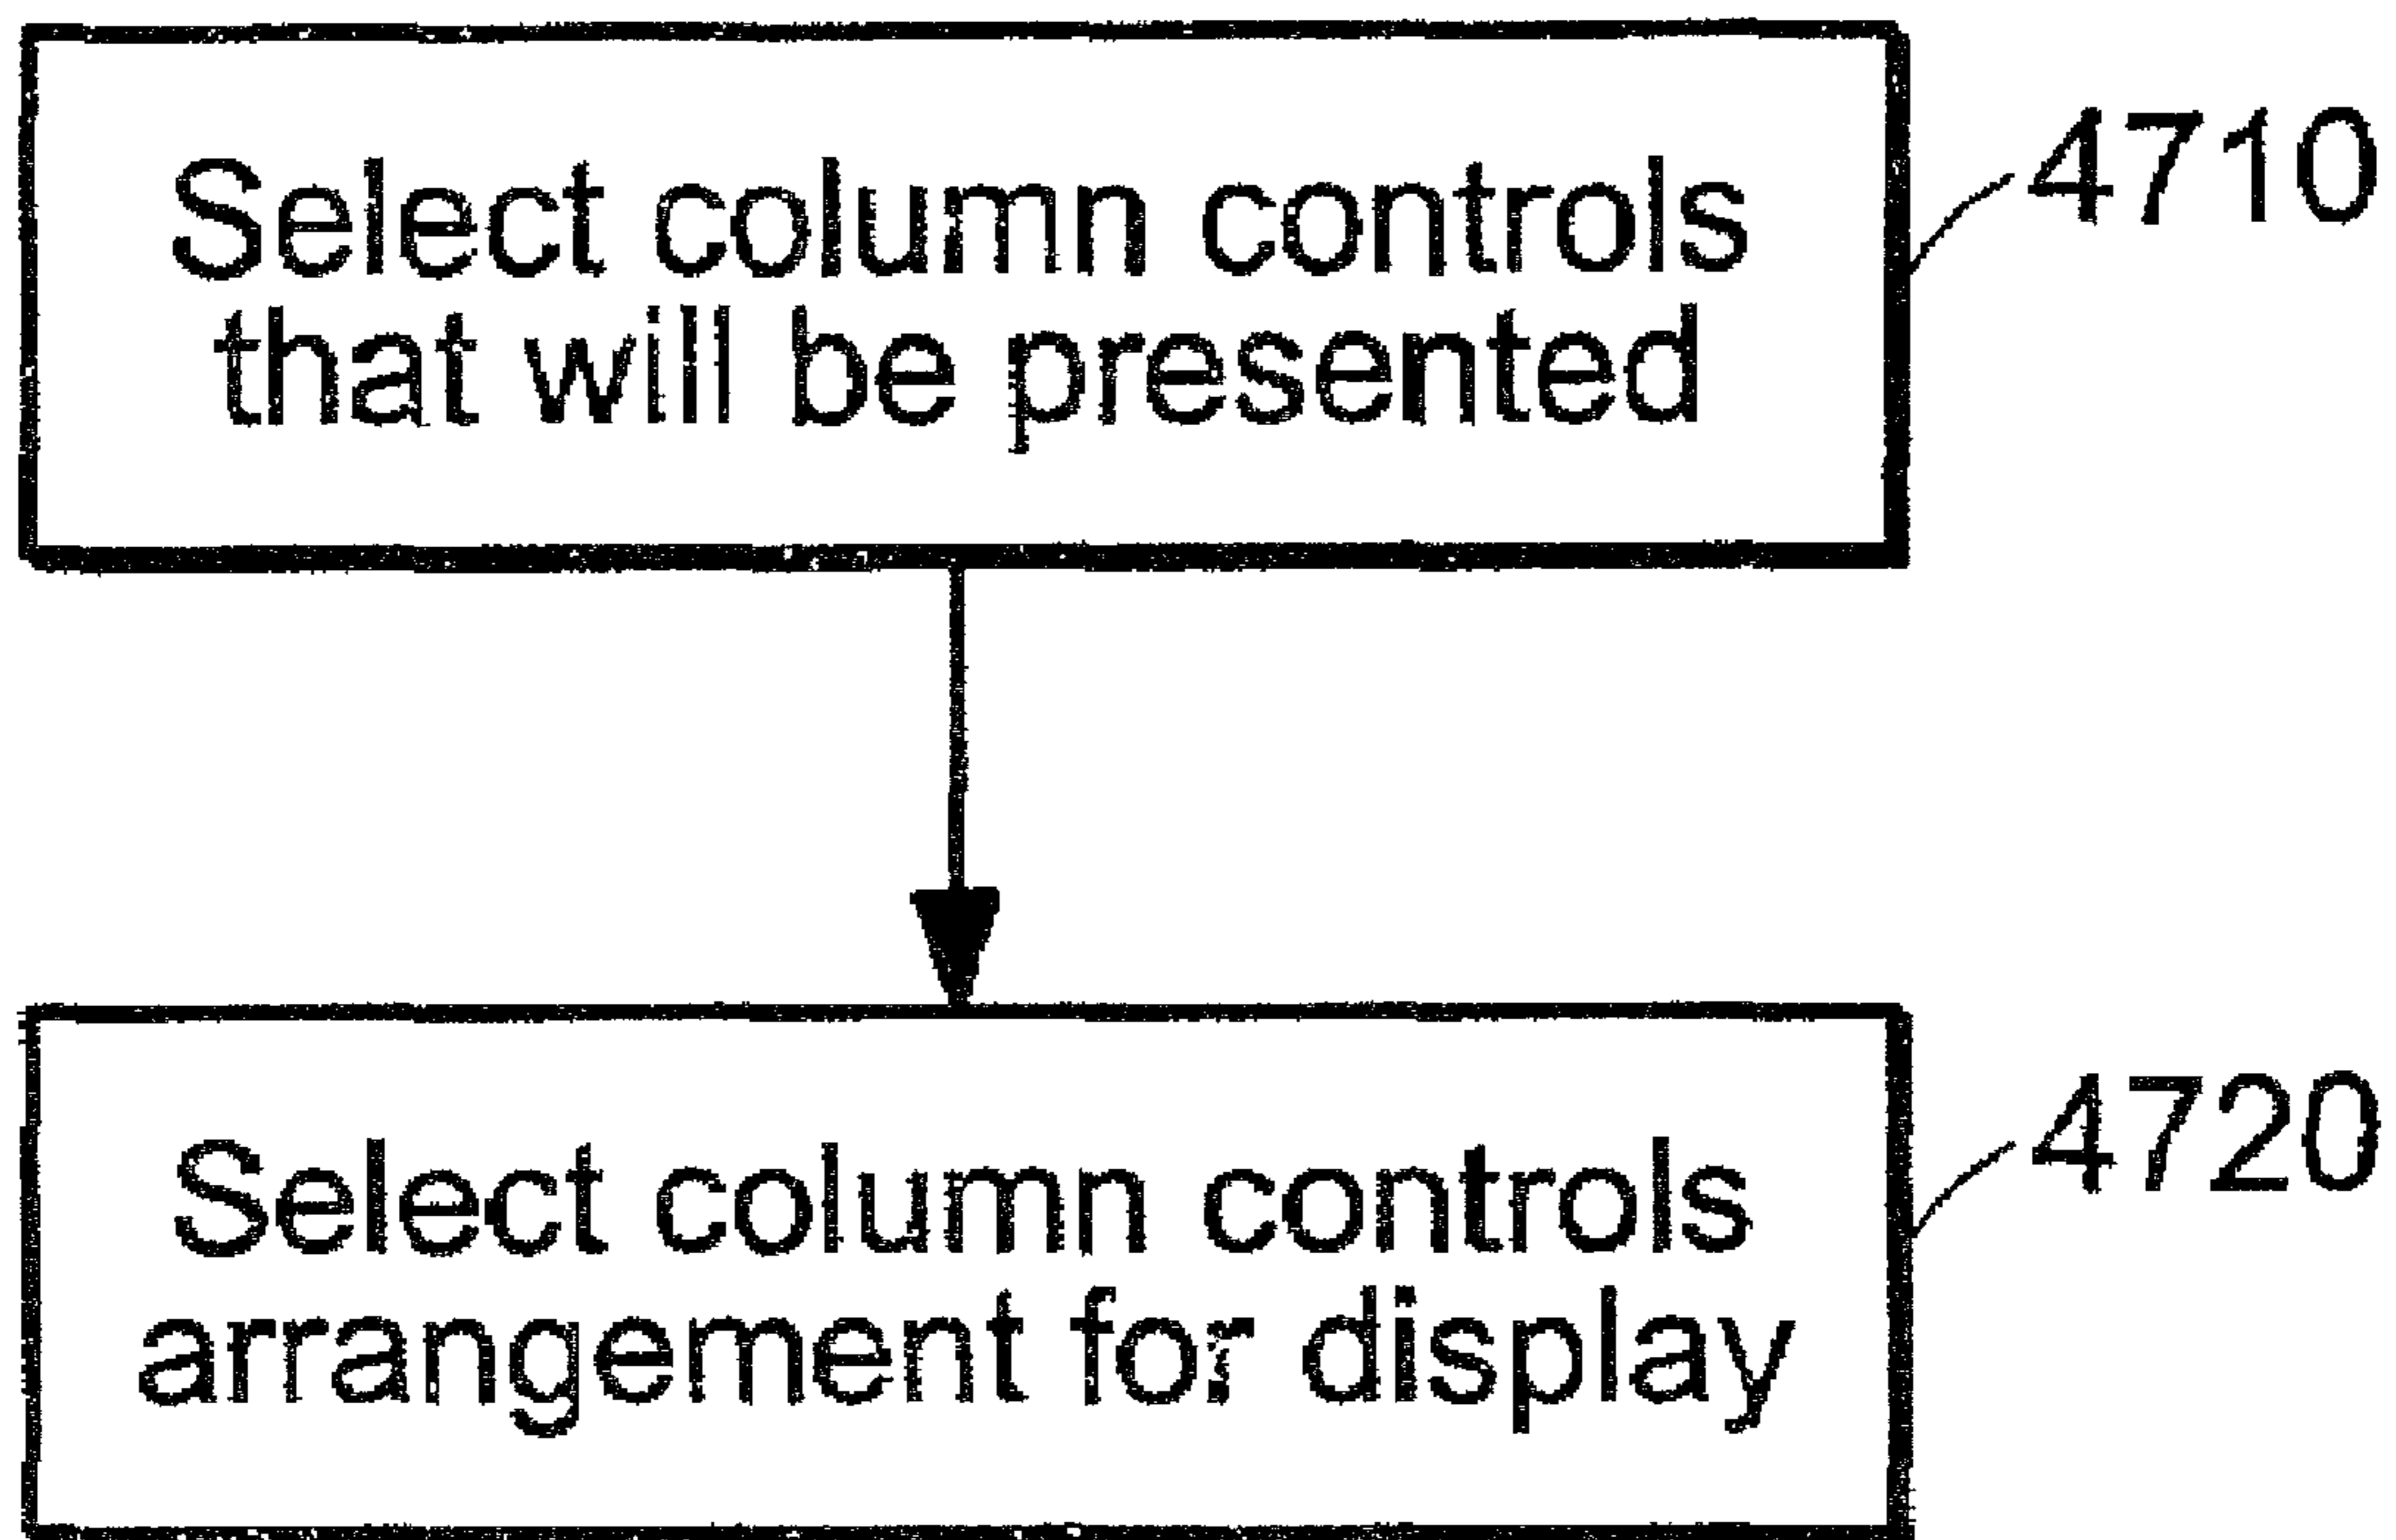 Select column controls
that will be presented
4710
Select column controls
arrangement for display
4720